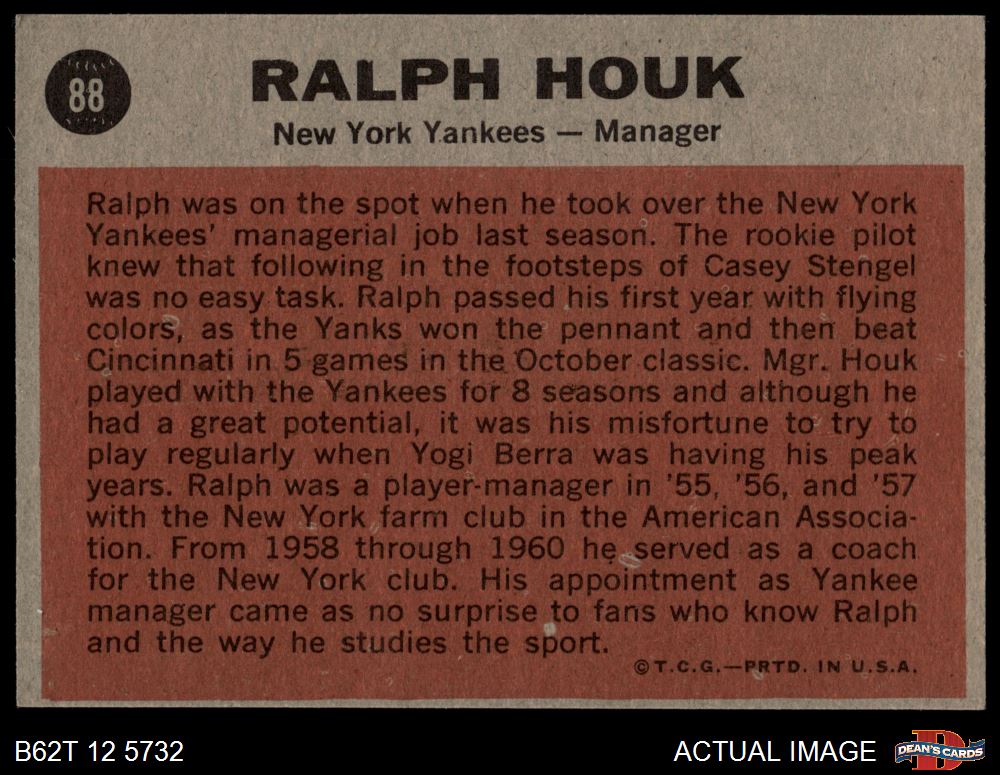 88
RALPH HOUK
New York Yankees — Manager
Ralph was on the spot when he took over the New York
Yankees’ managerial job last season. The rookie pilot
knew that following in the footsteps of Casey Stengel
was no easy task. Ralph passed his first year with flying
colors, as the Yanks won the pennant and then beat
Cincinnati in 5 games in the October classic. Mgr. Houk
played with the Yankees for 8 seasons and although he
had a great potential, it was his misfortune to try to
play regularly when Yogi Berra was having his peak
years. Ralph was a player-manager in ’55, ’56, and ’57
with the New York farm club in the American Associa-
tion. From 1958 through 1960 he served as a coach
for the New York club. His appointment as Yankee
manager came as no surprise to fans who know Ralph
and the way he studies the sport.
©T.C.G.—PRTD. IN U.S.A.
B62T 12 5732
ACTUAL IMAGE
D
DEAN'S CARDS